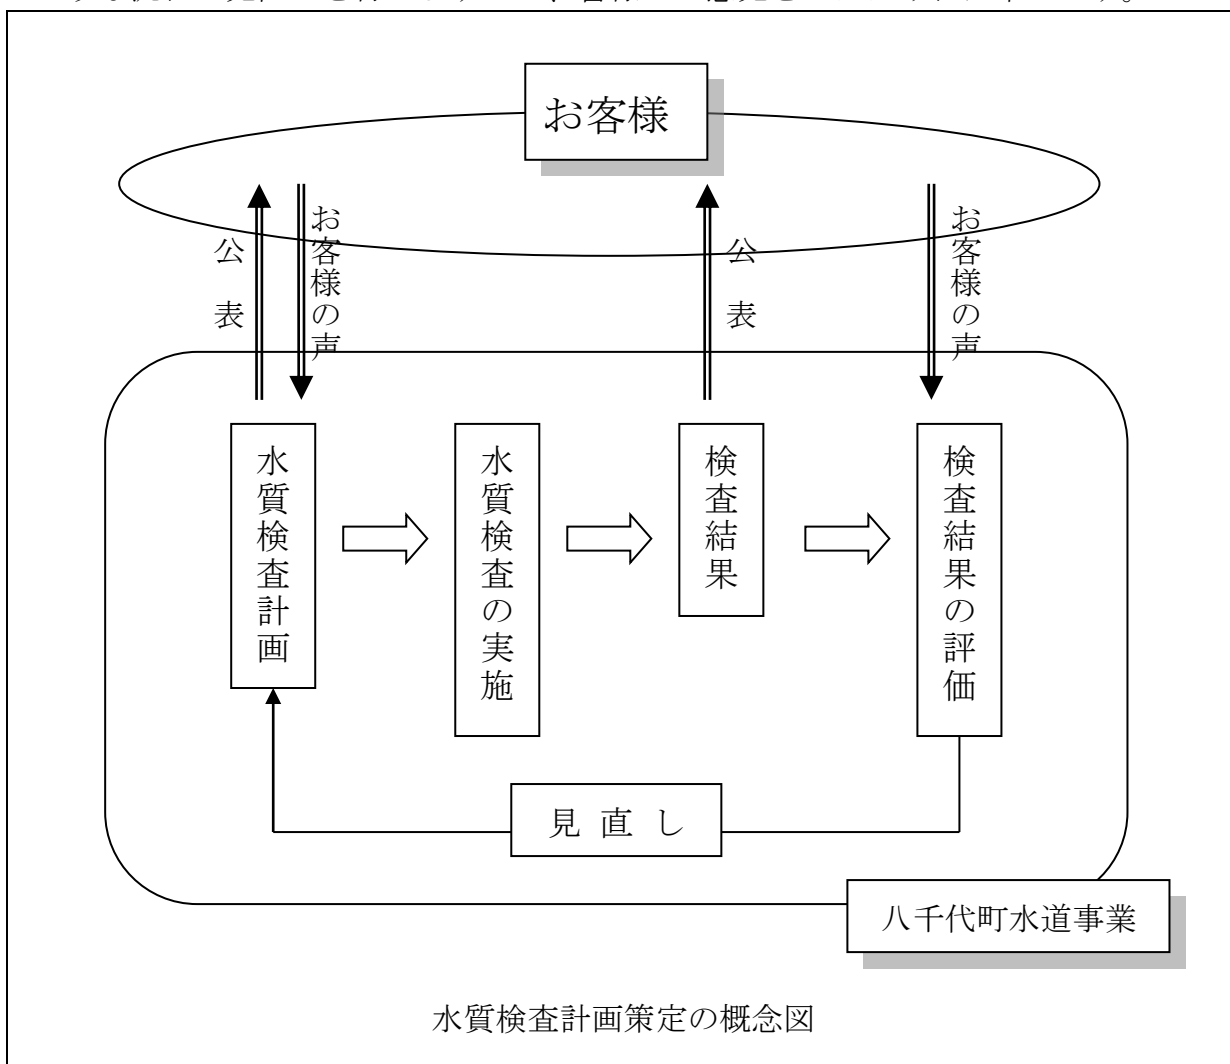 お客様
公表
お客様の声
公表
お客様の声
水質検査計画
水質検査の実施
検査結果
検査結果の評価
見直し
八千代町水道事業
水質検査計画策定の概念図